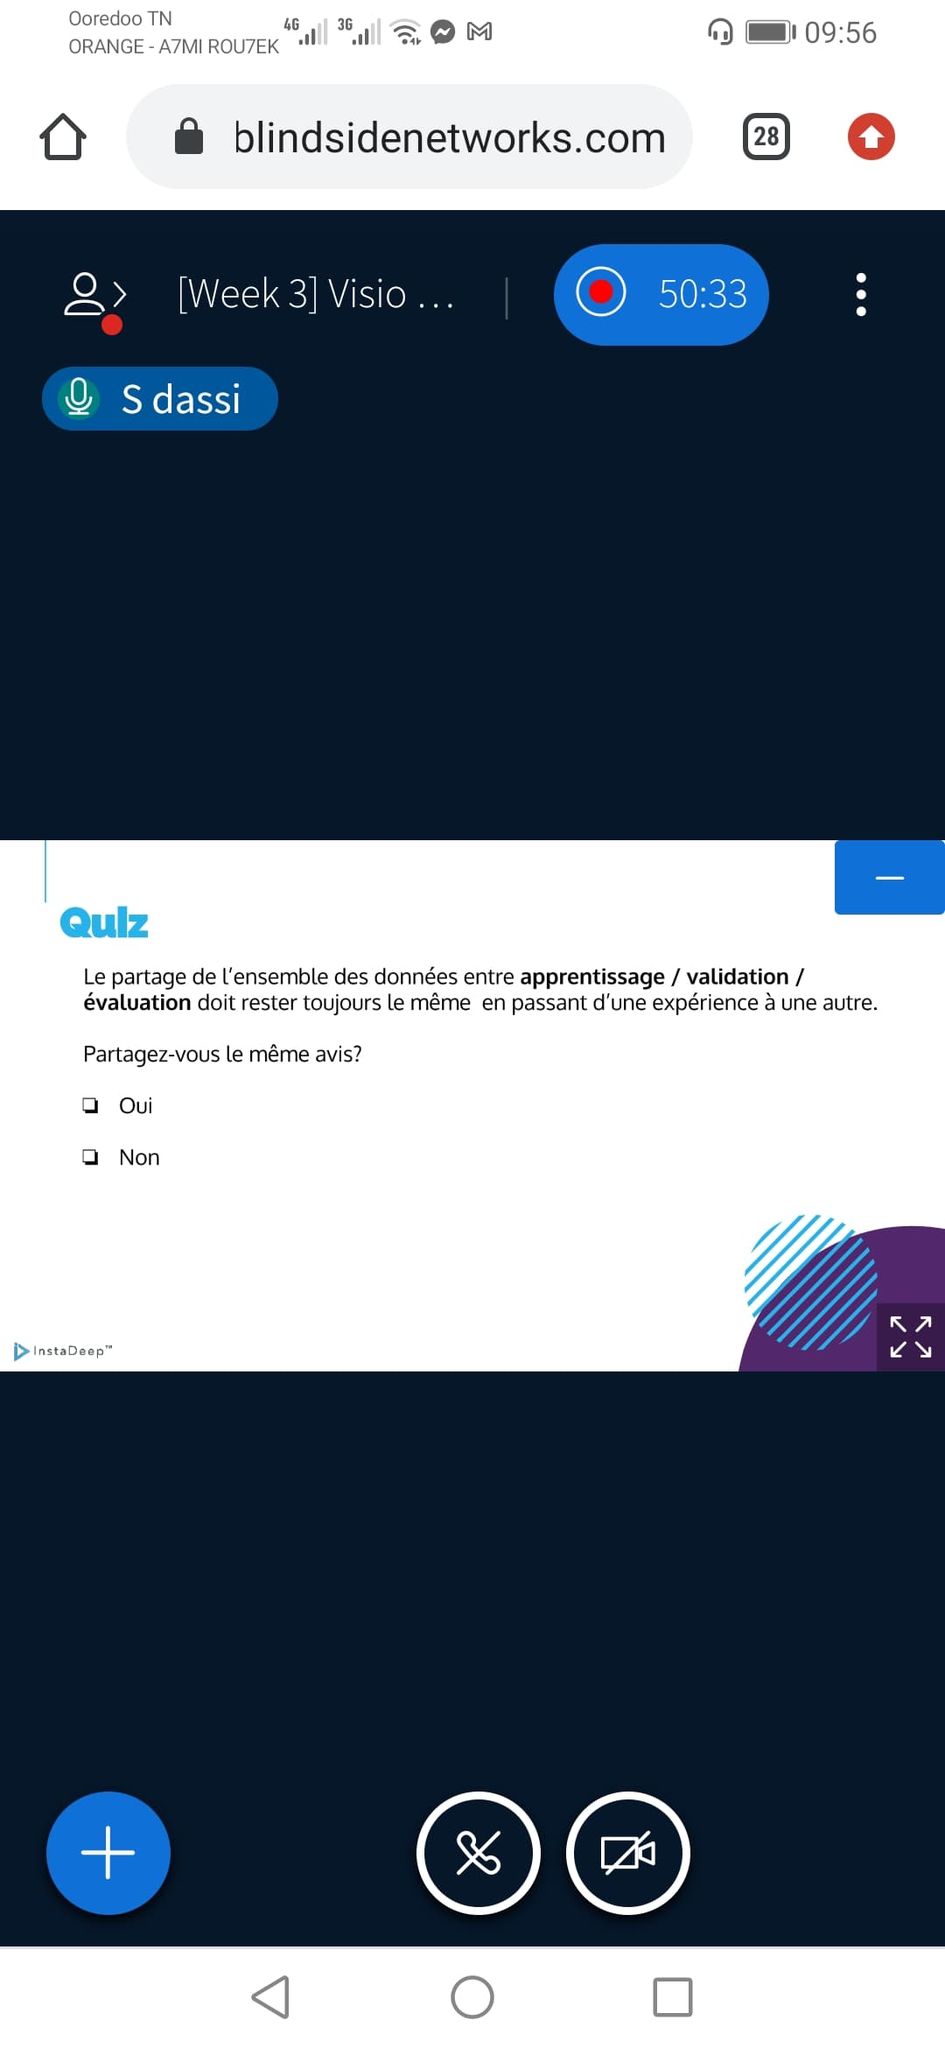 Ooredoo TN
ORANGE - A7MI ROU7EK
4G
3G
09:56
blindsidenetworks.com
28
[Week 3] Visio ...
50:33
S dassi
Quiz
Le partage de l'ensemble des données entre apprentissage / validation /
évaluation doit rester toujours le même en passant d'une expérience à une autre.
Partagez-vous le même avis?
Oui
Non
InstaDeep™